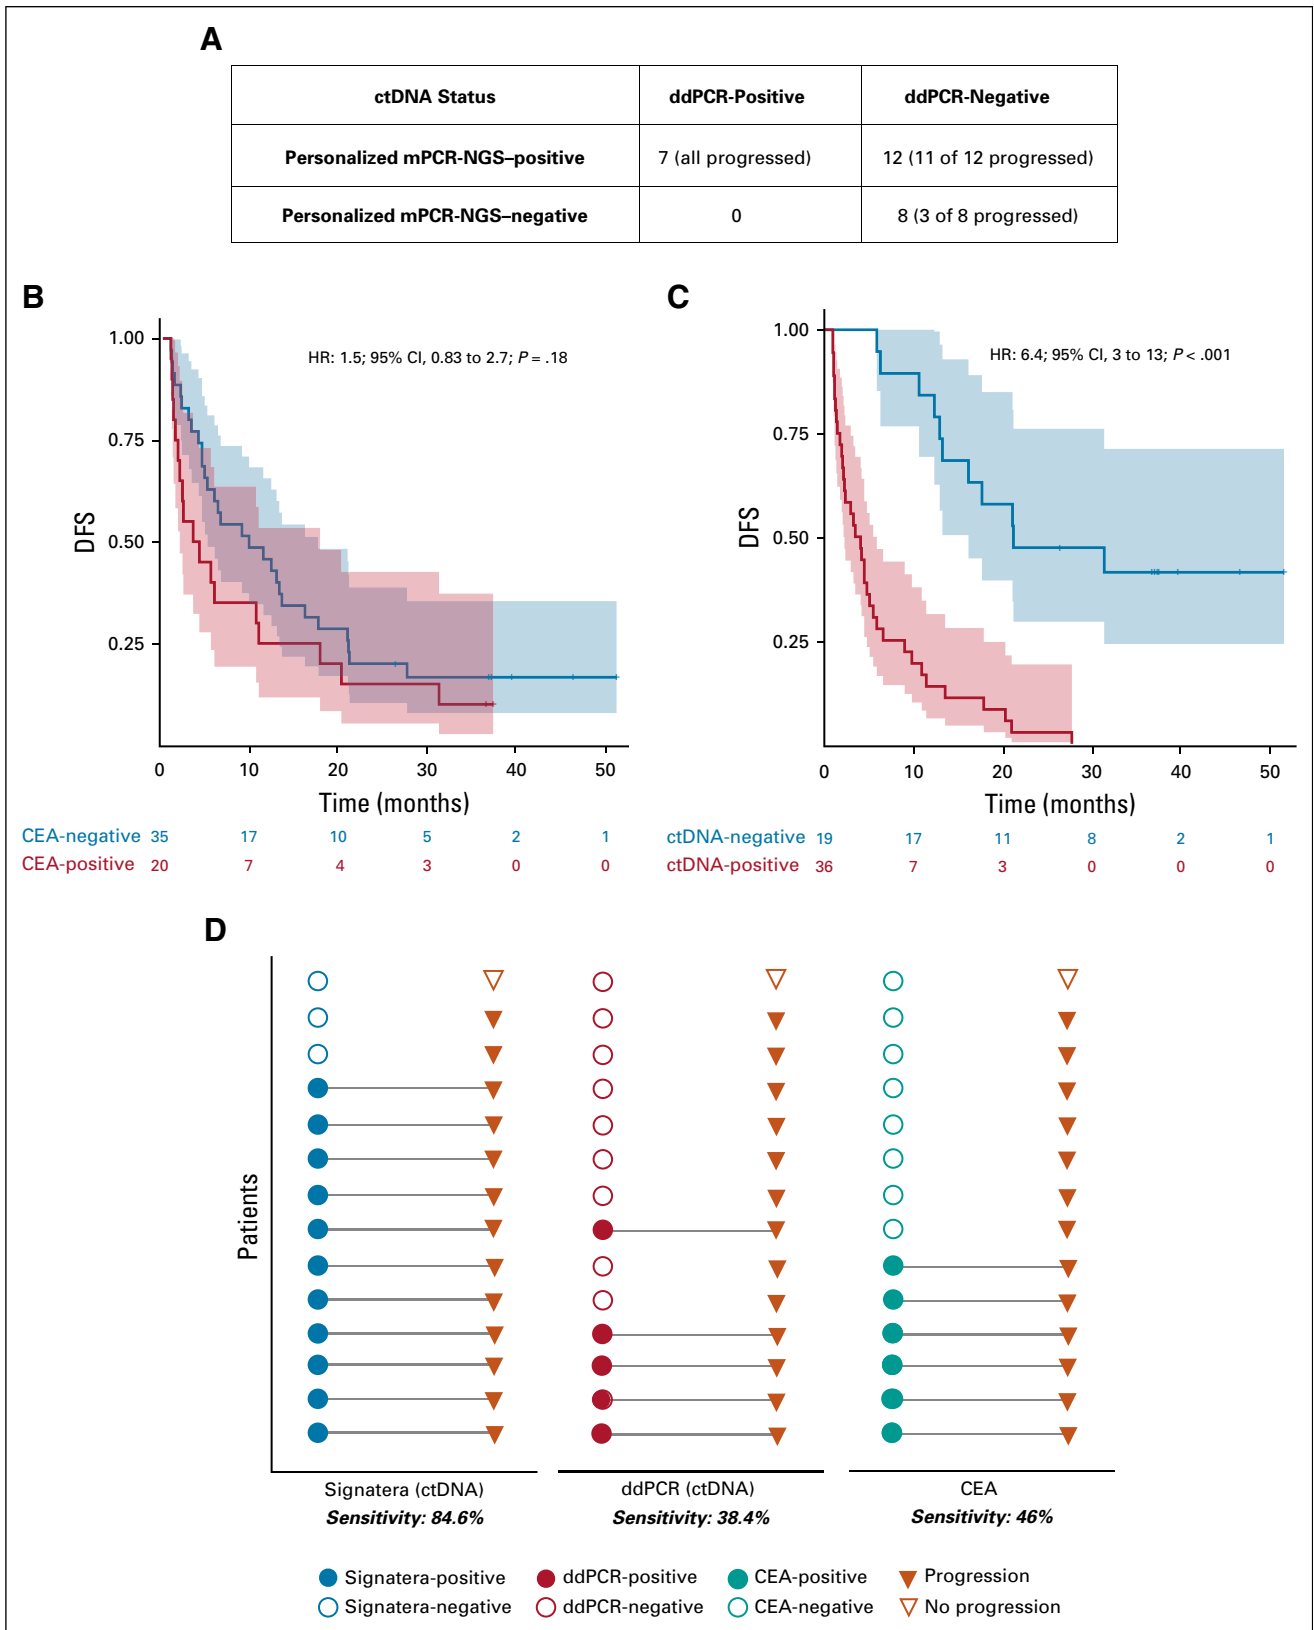 A
ctDNA Status ddPCR-Positive ddPCR-Negative
Personalized mPCR-NGS–positive 7 (all progressed) 12 (11 of 12 progressed)
Personalized mPCR-NGS–negative 0 8 (3 of 8 progressed)
B
HR: 1.5; 95% CI, 0.83 to 2.7; P = .18
1.00
0.75
0.50
0.25
DFS
0 10 20 30 40 50
Time (months)
CEA-negative 35 17 10 5 2 1
CEA-positive 20 7 4 3 0 0
C
HR: 6.4; 95% CI, 3 to 13; P < .001
1.00
0.75
0.50
0.25
DFS
0 10 20 30 40 50
Time (months)
ctDNA-negative 19 17 11 8 2 1
ctDNA-positive 36 7 3 0 0 0
D
Patients
Signatera (ctDNA) ddPCR (ctDNA) CEA
Sensitivity: 84.6% Sensitivity: 38.4% Sensitivity: 46%
Signatera-positive ddPCR-positive CEA-positive Progression
Signatera-negative ddPCR-negative CEA-negative No progression